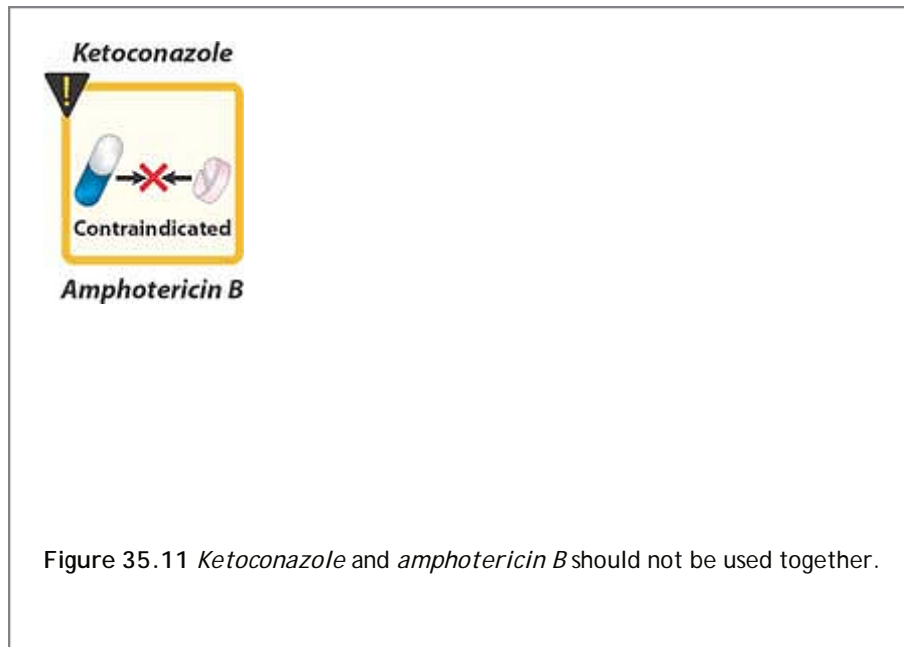 Ketoconazole
!
Contraindicated
Amphotericin B
Figure 35.11 Ketoconazole and amphotericin B should not be used together.